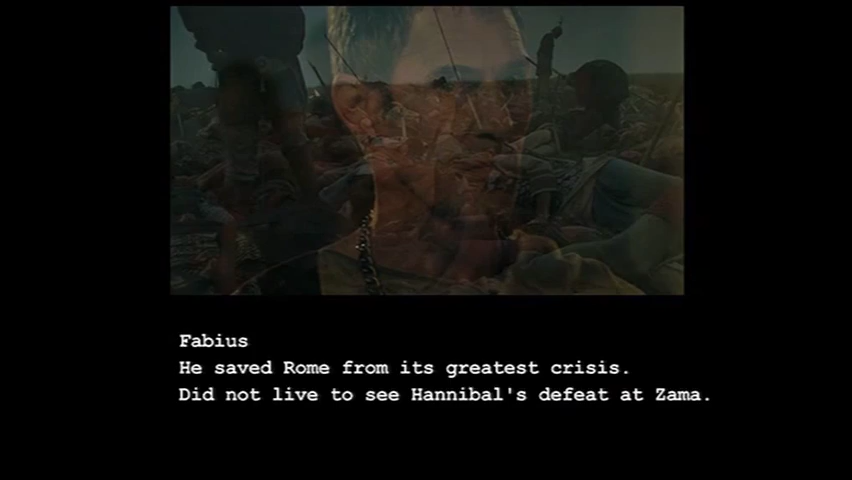 Fabius
He saved Rome from its greatest crisis.
Did not live to see Hannibal's defeat at Zama.